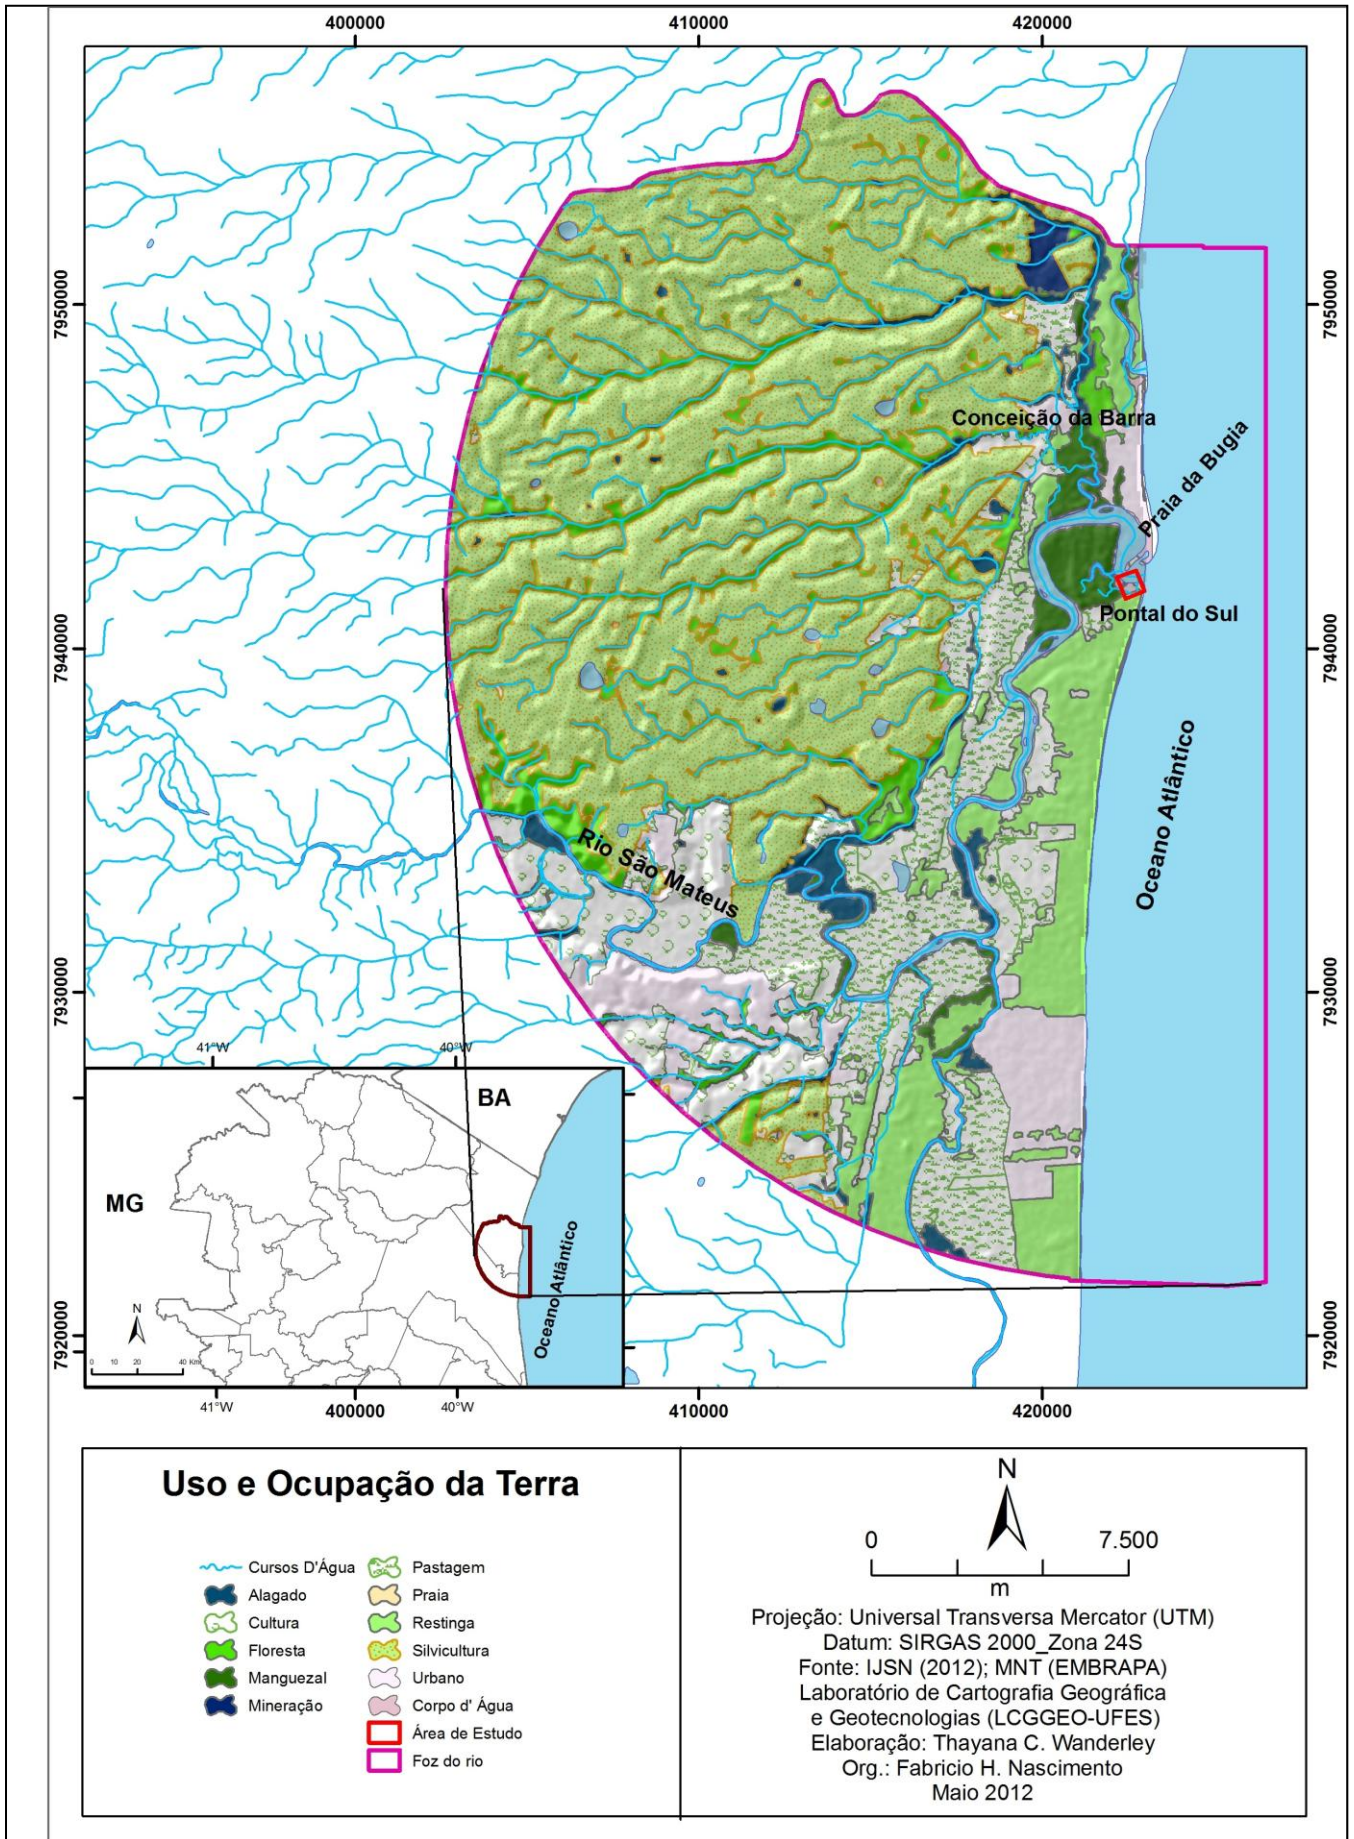 400000
410000
420000
7950000
7950000
Conceição da Barra
Praia da Bugia
Pontal do Sul
7940000
7940000
Oceano Atlântico
Rio São Mateus
7930000
7930000
41°W
40°W
BA
MG
Oceano Atlântico
N
0 10 20 40 Km
7920000
7920000
41°W
40°W
400000
410000
420000
Uso e Ocupação da Terra
Cursos D'Água
Alagado
Cultura
Floresta
Manguezal
Mineração
Pastagem
Praia
Restinga
Silvicultura
Urbano
Corpo d' Água
Área de Estudo
Foz do rio
N
0 7.500
m
Projeção: Universal Transversa Mercator (UTM)
Datum: SIRGAS 2000_Zona 24S
Fonte: IJSN (2012); MNT (EMBRAPA)
Laboratório de Cartografia Geográfica
e Geotecnologias (LCGGEO-UFES)
Elaboração: Thayana C. Wanderley
Org.: Fabricio H. Nascimento
Maio 2012